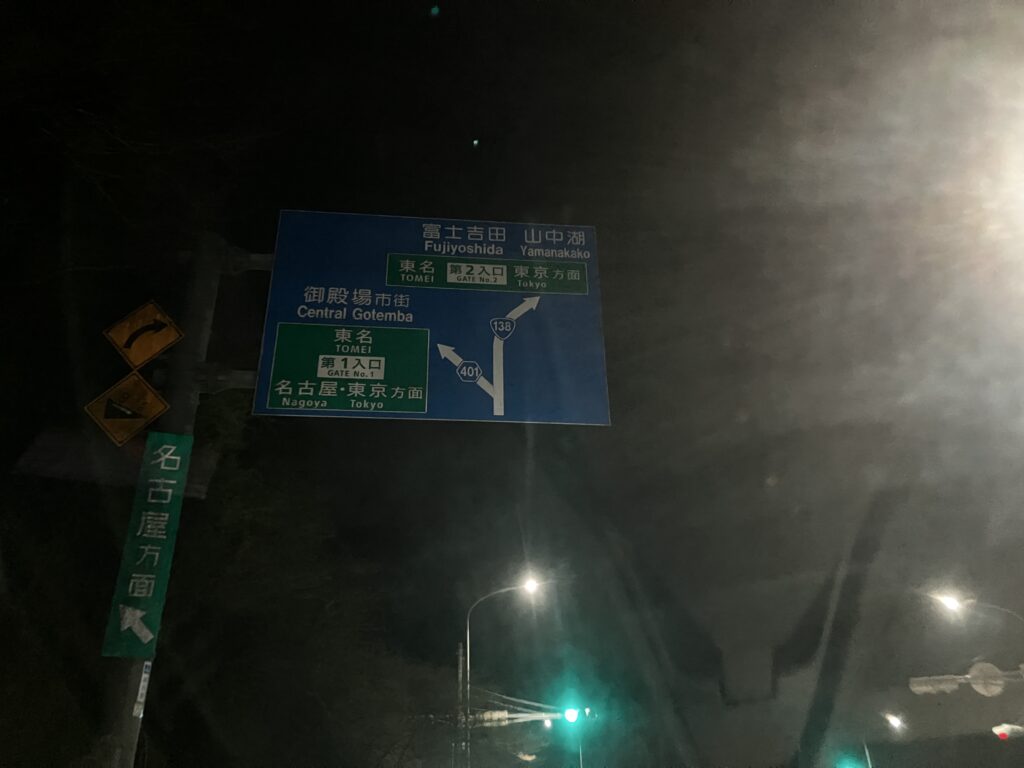 富士吉田 山中湖
Fujiyoshida Yamanakako
東名 第2入口 東京方面
TOMEI GATE No.2 Tokyo
138
御殿場市街
Central Gotemba
東名
TOMEI
第1入口
GATE No.1
名古屋・東京方面
Nagoya Tokyo
401
名古屋方面